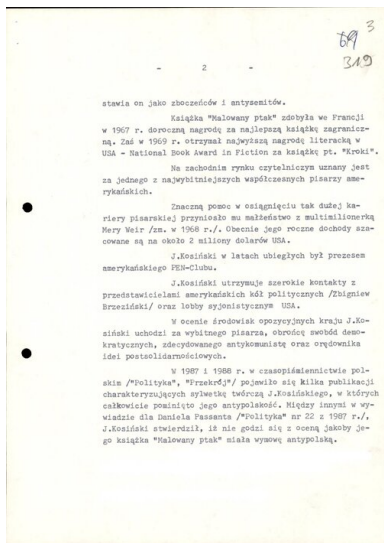 3
69
319
- 2 -
stawia on jako zboczeńców i antysemitów.
Książka "Malowany ptak" zdobyła we Francji
w 1967 r. doroczną nagrodę za najlepszą książkę zagranicz-
ną. Zaś w 1969 r. otrzymał najwyższą nagrodę literacką w
USA - National Book Award in Fiction za książkę pt. "Kroki".
Na zachodnim rynku czytelniczym uznany jest
za jednego z najwybitniejszych współczesnych pisarzy ame-
rykańskich.
Znaczną pomoc w osiągnięciu tak dużej ka-
riery pisarskiej przyniosło mu małżeństwo z multimilionerką
Mery Weir /zm. w 1968 r./. Obecnie jego roczne dochody sza-
cowane są na około 2 miliony dolarów USA.
J.Kosiński w latach ubiegłych był prezesem
amerykańskiego PEN-Clubu.
J.Kosiński utrzymuje szerokie kontakty z
przedstawicielami amerykańskich kół politycznych /Zbigniew
Brzeziński/ oraz lobby syjonistycznym USA.
W ocenie środowisk opozycyjnych kraju J.Ko-
siński uchodzi za wybitnego pisarza, obrońcę swobód demo-
kratycznych, zdecydowanego antykomunistę oraz orędownika
idei postsolidarnościowych.
W 1987 i 1988 r. w czasopiśmiennictwie pol-
skim /"Polityka", "Przekrój"/ pojawiło się kilka publikacji
charakteryzujących sylwetkę twórczą J.Kosińskiego, w których
całkowicie pominięto jego antypolskość. Między innymi w wy-
wiadzie dla Daniela Passanta /"Polityka" nr 22 z 1987 r./,
J.Kosiński stwierdził, iż nie godzi się z oceną jakoby je-
go książka "Malowany ptak" miała wymowę antypolską.